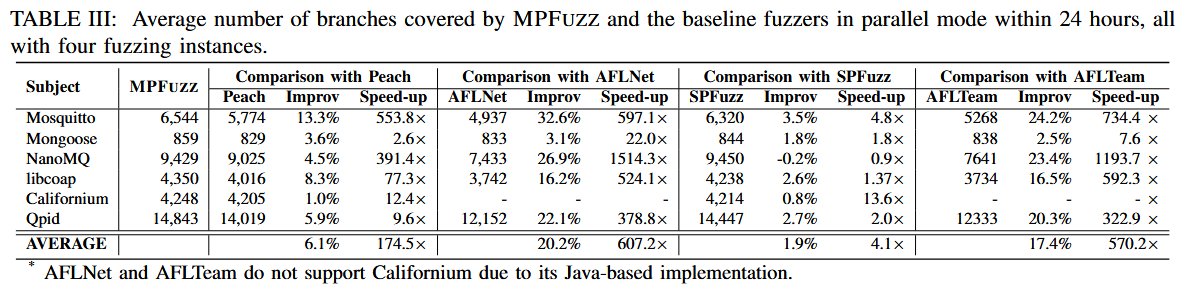 TABLE III: Average number of branches covered by MPFUZZ and the baseline fuzzers in parallel mode within 24 hours, all
with four fuzzing instances.
Subject MPFUZZ Comparison with Peach Comparison with AFLNet Comparison with SPFuzz Comparison with AFLTeam
Peach Improv Speed-up AFLNet Improv Speed-up SPFuzz Improv Speed-up AFLTeam Improv Speed-up
Mosquitto 6,544 5,774 13.3% 553.8× 4,937 32.6% 597.1× 6,320 3.5% 4.8× 5268 24.2% 734.4 ×
Mongoose 859 829 3.6% 2.6× 833 3.1% 22.0× 844 1.8% 1.8× 838 2.5% 7.6 ×
NanoMQ 9,429 9,025 4.5% 391.4× 7,433 26.9% 1514.3× 9,450 -0.2% 0.9× 7641 23.4% 1193.7 ×
libcoap 4,350 4,016 8.3% 77.3× 3,742 16.2% 524.1× 4,238 2.6% 1.37× 3734 16.5% 592.3 ×
Californium 4,248 4,205 1.0% 12.4× - - - 4,214 0.8% 13.6× - - - ×
Qpid 14,843 14,019 5.9% 9.6× 12,152 22.1% 378.8× 14,447 2.7% 2.0× 12333 20.3% 322.9 ×
AVERAGE 6.1% 174.5× 20.2% 607.2× 1.9% 4.1× 17.4% 570.2×
* AFLNet and AFLTeam do not support Californium due to its Java-based implementation.